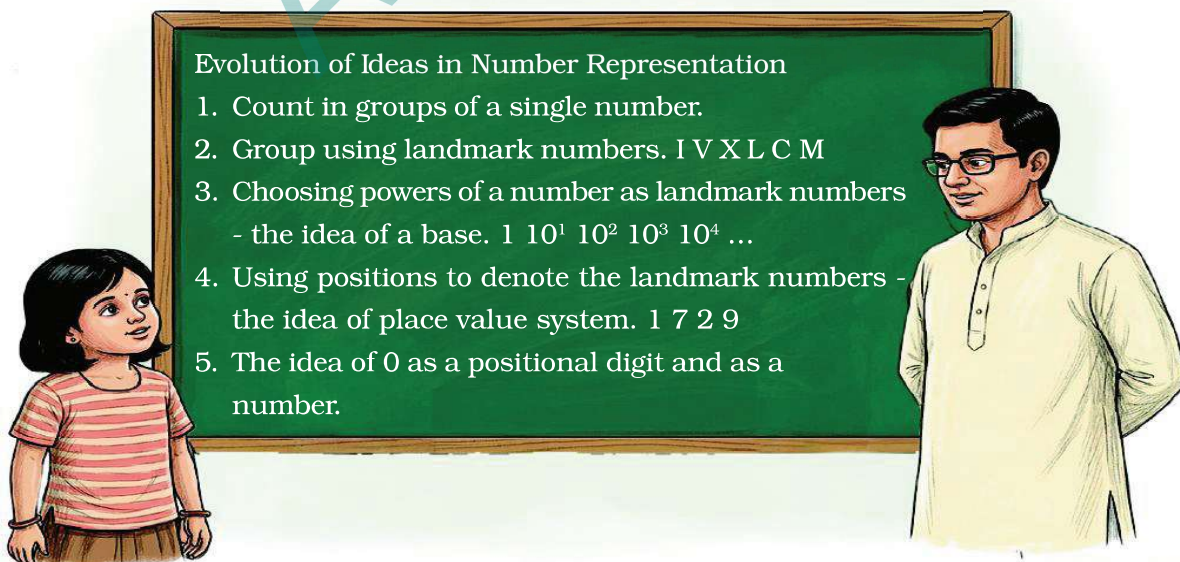 Evolution of Ideas in Number Representation
1. Count in groups of a single number.
2. Group using landmark numbers. I V X L C M
3. Choosing powers of a number as landmark numbers
- the idea of a base. 1 10¹ 10² 10³ 10⁴ ...
4. Using positions to denote the landmark numbers -
the idea of place value system. 1 7 2 9
5. The idea of 0 as a positional digit and as a
number.